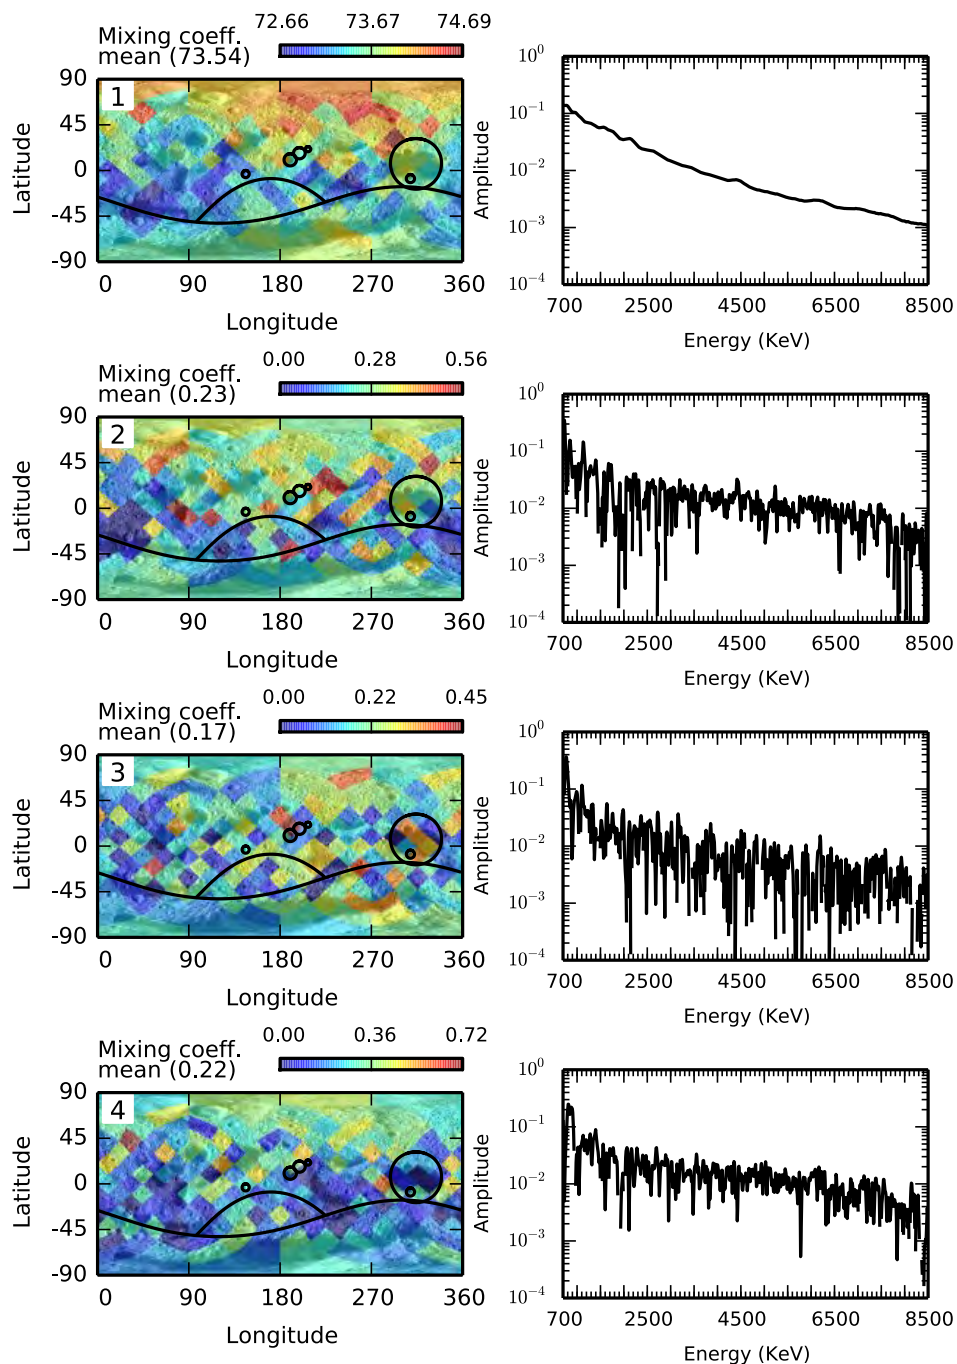 72.66 73.67 74.69
Mixing coeff.
mean (73.54)
1
90
45
0
-45
-90
Latitude
0 90 180 270 360
Longitude
10^0
10^-1
10^-2
10^-3
10^-4
Amplitude
700 2500 4500 6500 8500
Energy (KeV)
0.00 0.28 0.56
Mixing coeff.
mean (0.23)
2
90
45
0
-45
-90
Latitude
0 90 180 270 360
Longitude
10^0
10^-1
10^-2
10^-3
10^-4
Amplitude
700 2500 4500 6500 8500
Energy (KeV)
0.00 0.22 0.45
Mixing coeff.
mean (0.17)
3
90
45
0
-45
-90
Latitude
0 90 180 270 360
Longitude
10^0
10^-1
10^-2
10^-3
10^-4
Amplitude
700 2500 4500 6500 8500
Energy (KeV)
0.00 0.36 0.72
Mixing coeff.
mean (0.22)
4
90
45
0
-45
-90
Latitude
0 90 180 270 360
Longitude
10^0
10^-1
10^-2
10^-3
10^-4
Amplitude
700 2500 4500 6500 8500
Energy (KeV)